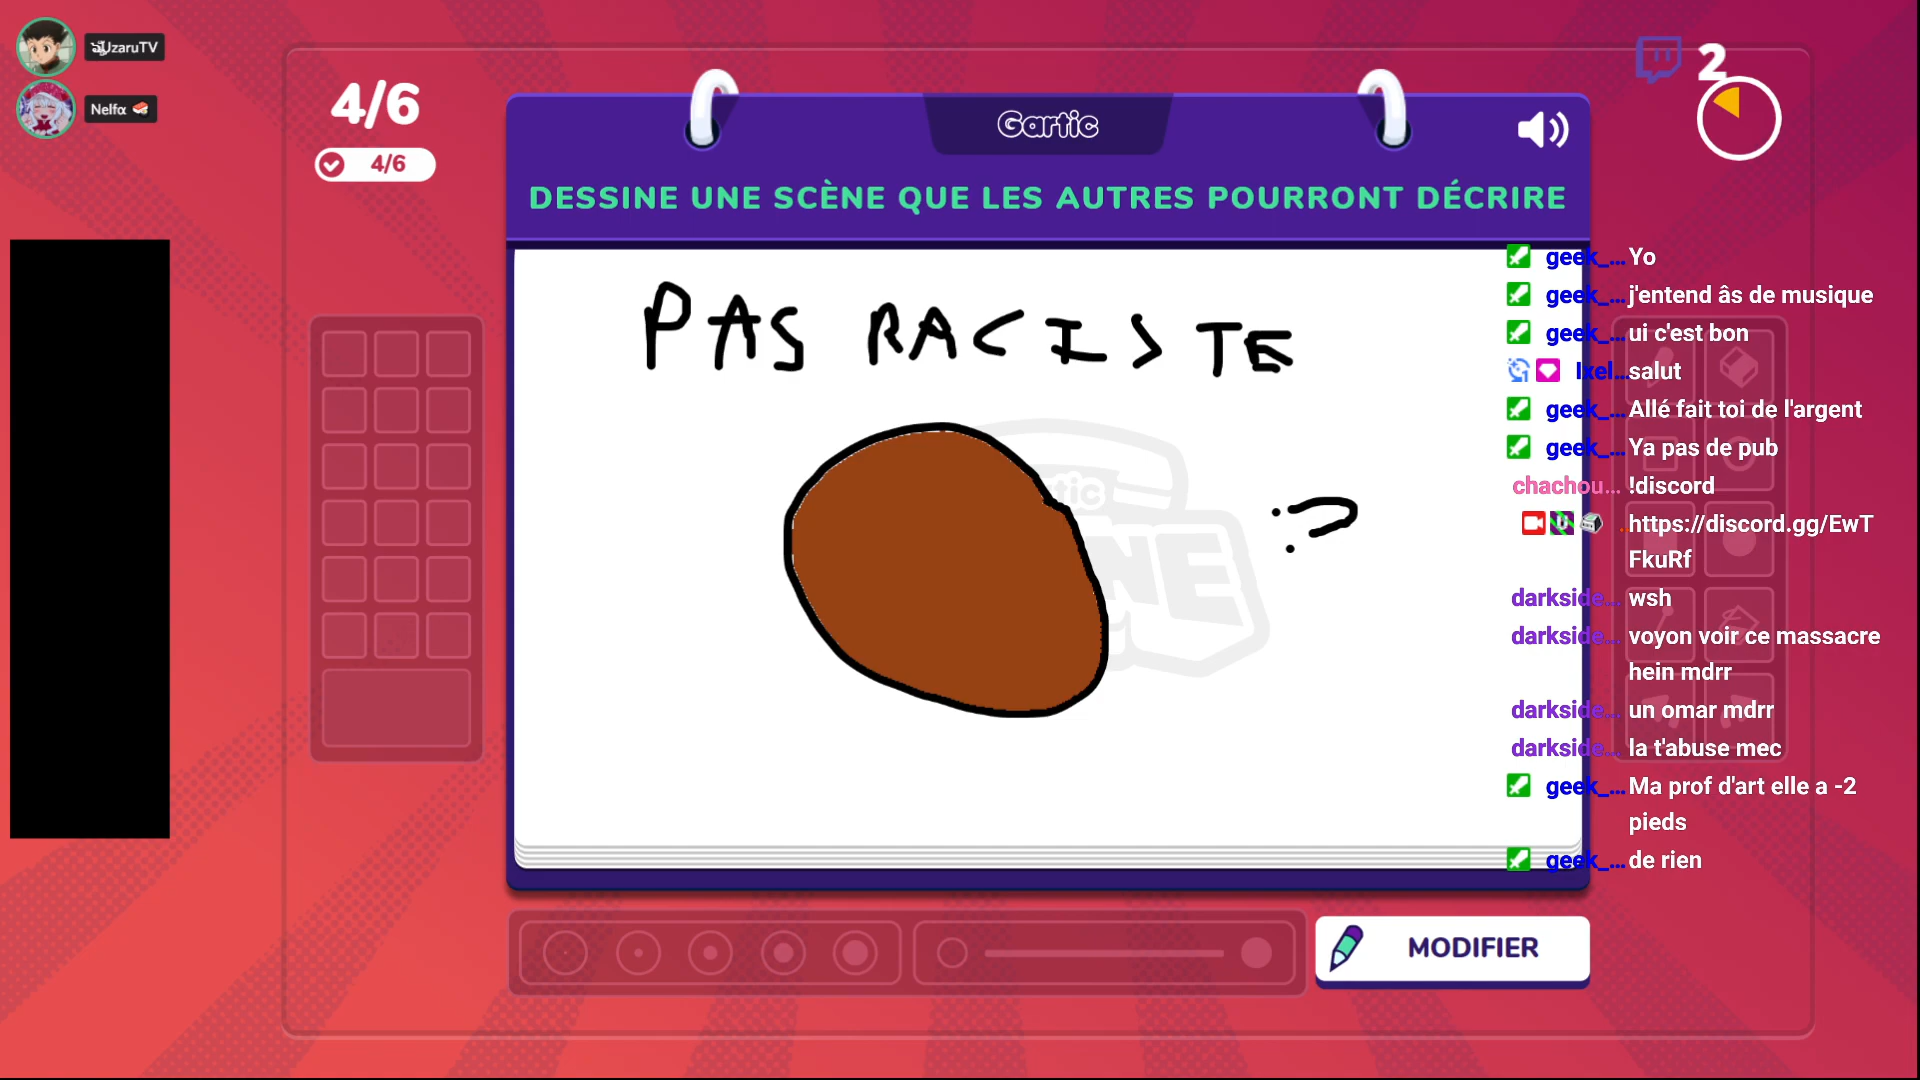 UzaruTV
Nelfα
4/6
4/6
Gartic
2
DESSINE UNE SCÈNE QUE LES AUTRES POURRONT DÉCRIRE
PAS RACISTE
:?
geek_... Yo
geek_... j'entend âs de musique
geek_... ui c'est bon
Ixel... salut
geek_... Allé fait toi de l'argent
geek_... Ya pas de pub
chachou... !discord
https://discord.gg/EwT
FkuRf
darkside... wsh
darkside... voyon voir ce massacre
hein mdrr
darkside... un omar mdrr
darkside... la t'abuse mec
geek_... Ma prof d'art elle a -2
pieds
geek_... de rien
MODIFIER